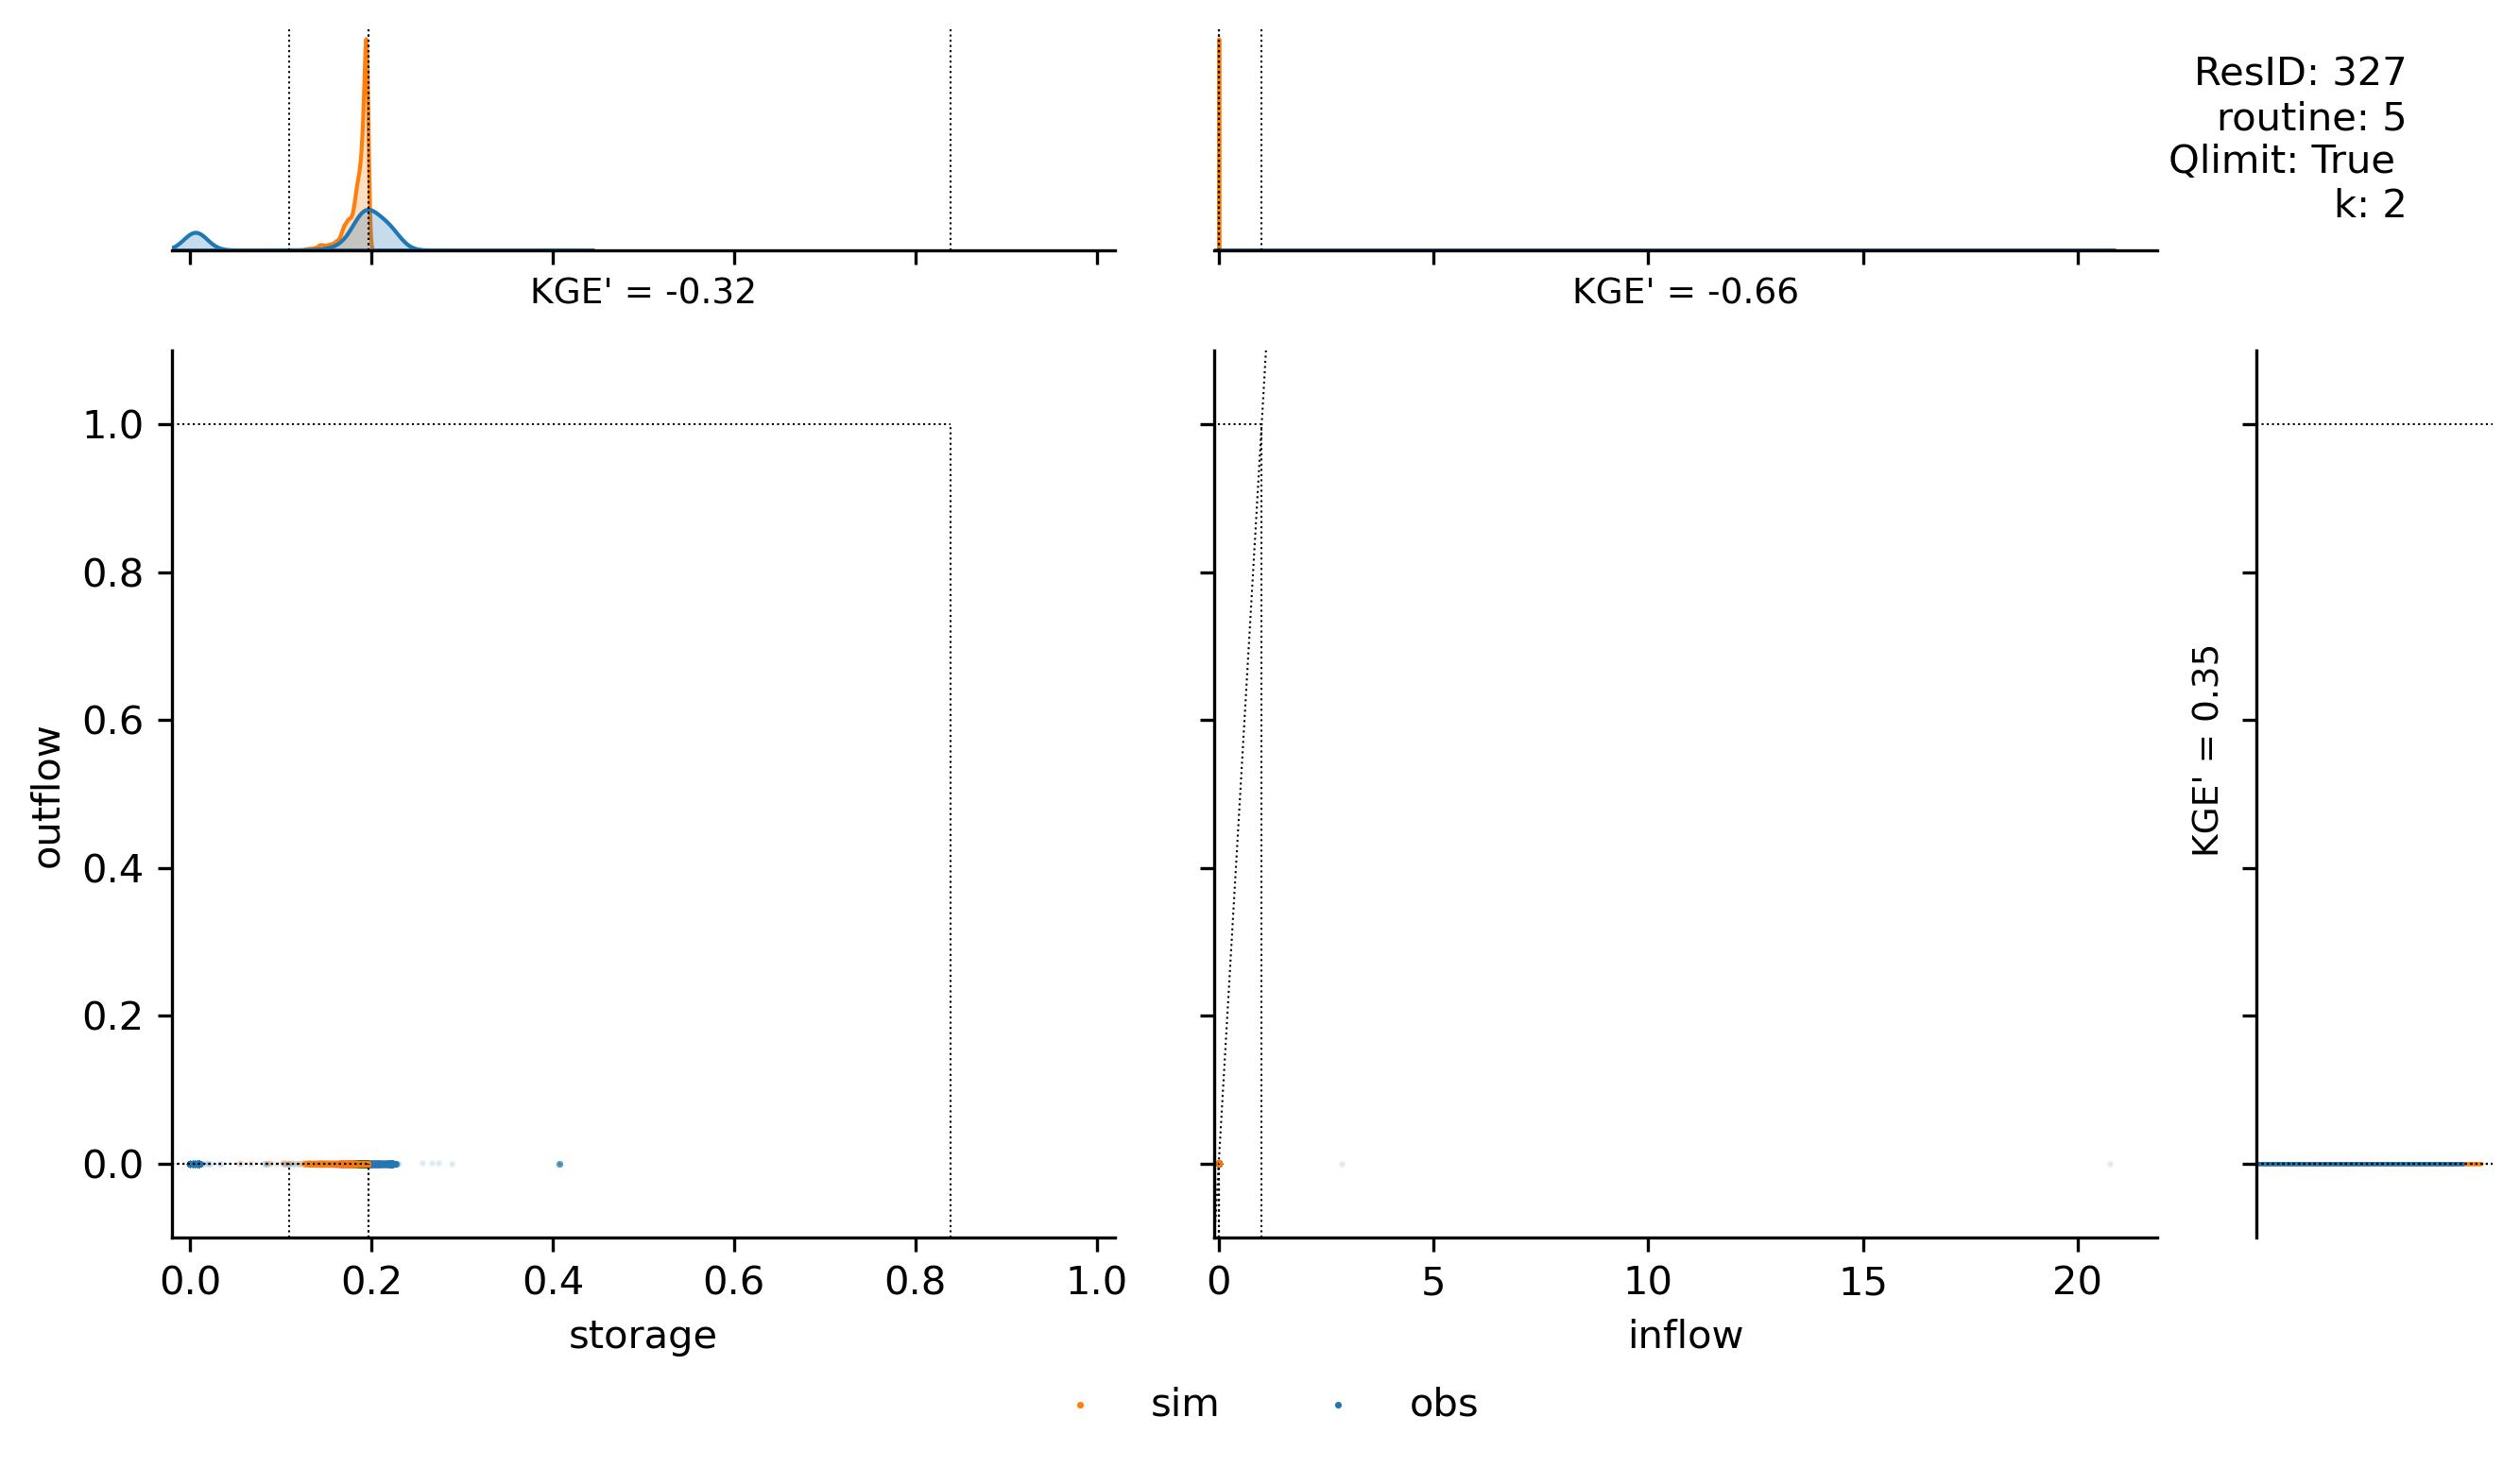 ResID: 327
routine: 5
Qlimit: True
k: 2
KGE' = -0.32
KGE' = -0.66
1.0
0.8
0.6
0.4
0.2
0.0
outflow
KGE' = 0.35
0.0 0.2 0.4 0.6 0.8 1.0
storage
0 5 10 15 20
inflow
sim obs